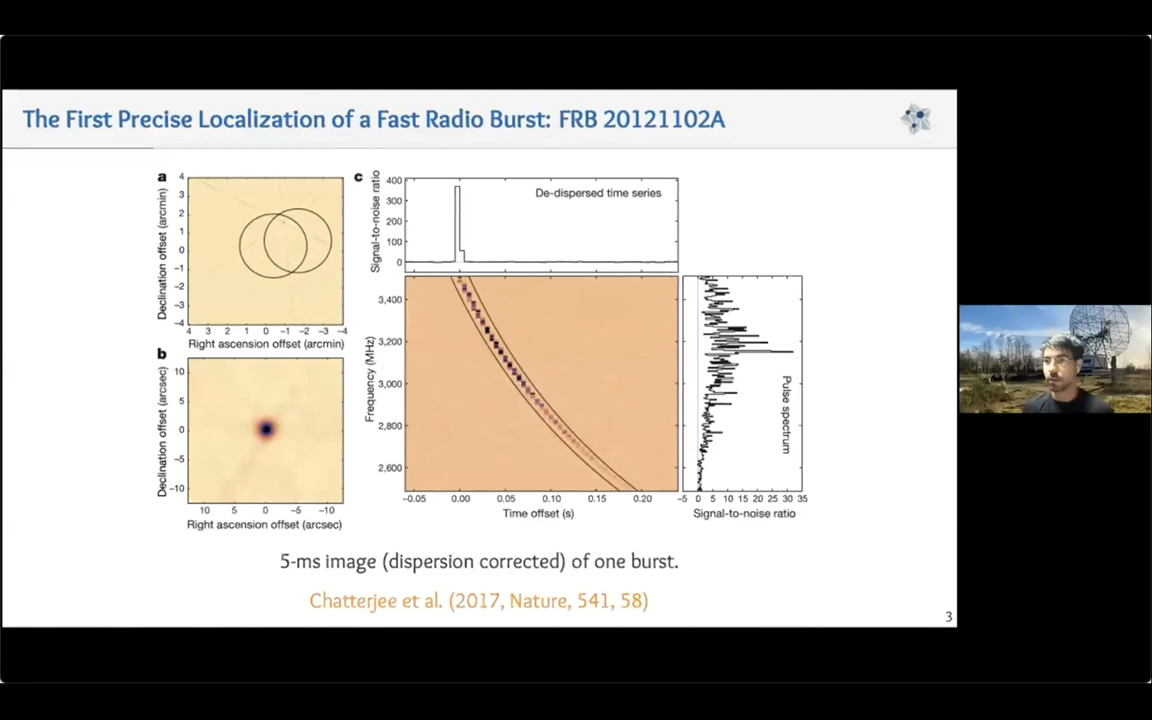 The First Precise Localization of a Fast Radio Burst: FRB 20121102A
a
Declination offset (arcmin)
4
3
2
1
0
−1
−2
−3
−4
4 3 2 1 0 −1 −2 −3 −4
Right ascension offset (arcmin)
b
Declination offset (arcsec)
10
5
0
−5
−10
10 5 0 −5 −10
Right ascension offset (arcsec)
c
Signal-to-noise ratio
400
300
200
100
0
De-dispersed time series
Frequency (MHz)
3,400
3,200
3,000
2,800
2,600
−0.05 0.00 0.05 0.10 0.15 0.20
Time offset (s)
Pulse spectrum
−5 0 5 10 15 20 25 30 35
Signal-to-noise ratio
5-ms image (dispersion corrected) of one burst.
Chatterjee et al. (2017, Nature, 541, 58)
3